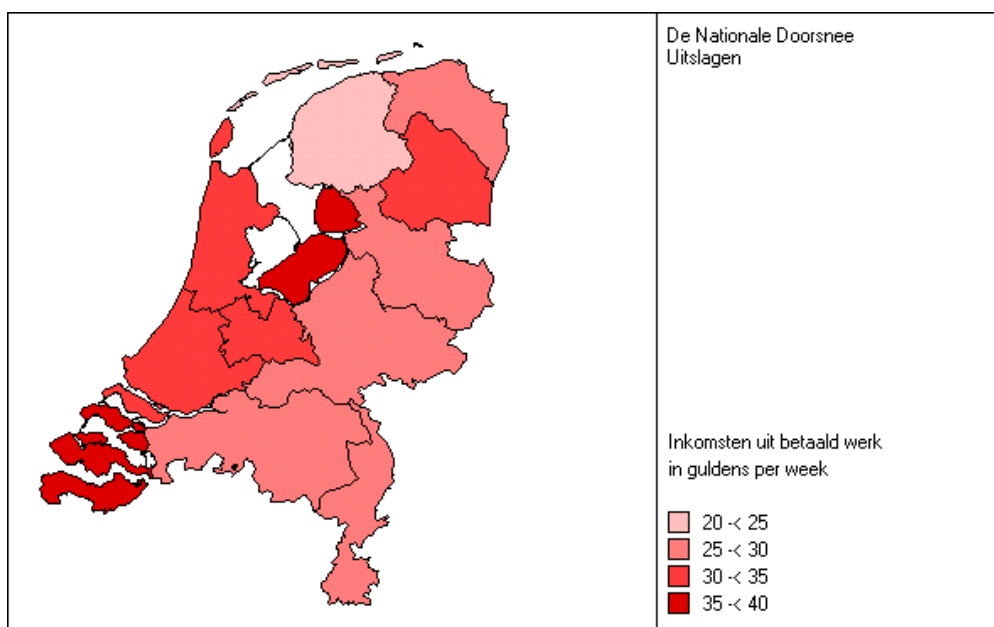 De Nationale Doorsnee
Uitslagen
Inkomsten uit betaald werk
in guldens per week
20 -< 25
25 -< 30
30 -< 35
35 -< 40